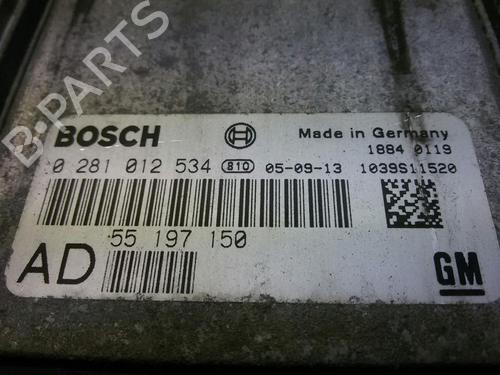 B-PARTS
BOSCH
Made in Germany
1884 0119
0 281 012 534 810 05-09-13 1039S11520
55 197 150
AD
GM